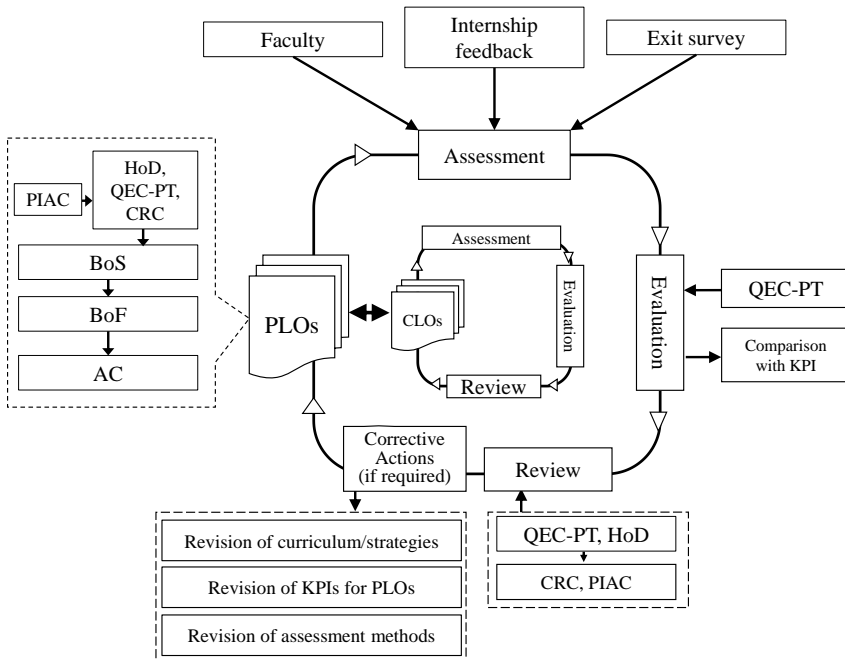 Faculty
Internship
feedback
Exit survey
Assessment
HoD,
QEC-PT,
CRC
PIAC
BoS
BoF
AC
PLOs
Assessment
Evaluation
CLOs
Review
Evaluation
QEC-PT
Comparison
with KPI
Corrective
Actions
(if required)
Review
Revision of curriculum/strategies
Revision of KPIs for PLOs
Revision of assessment methods
QEC-PT, HoD
CRC, PIAC